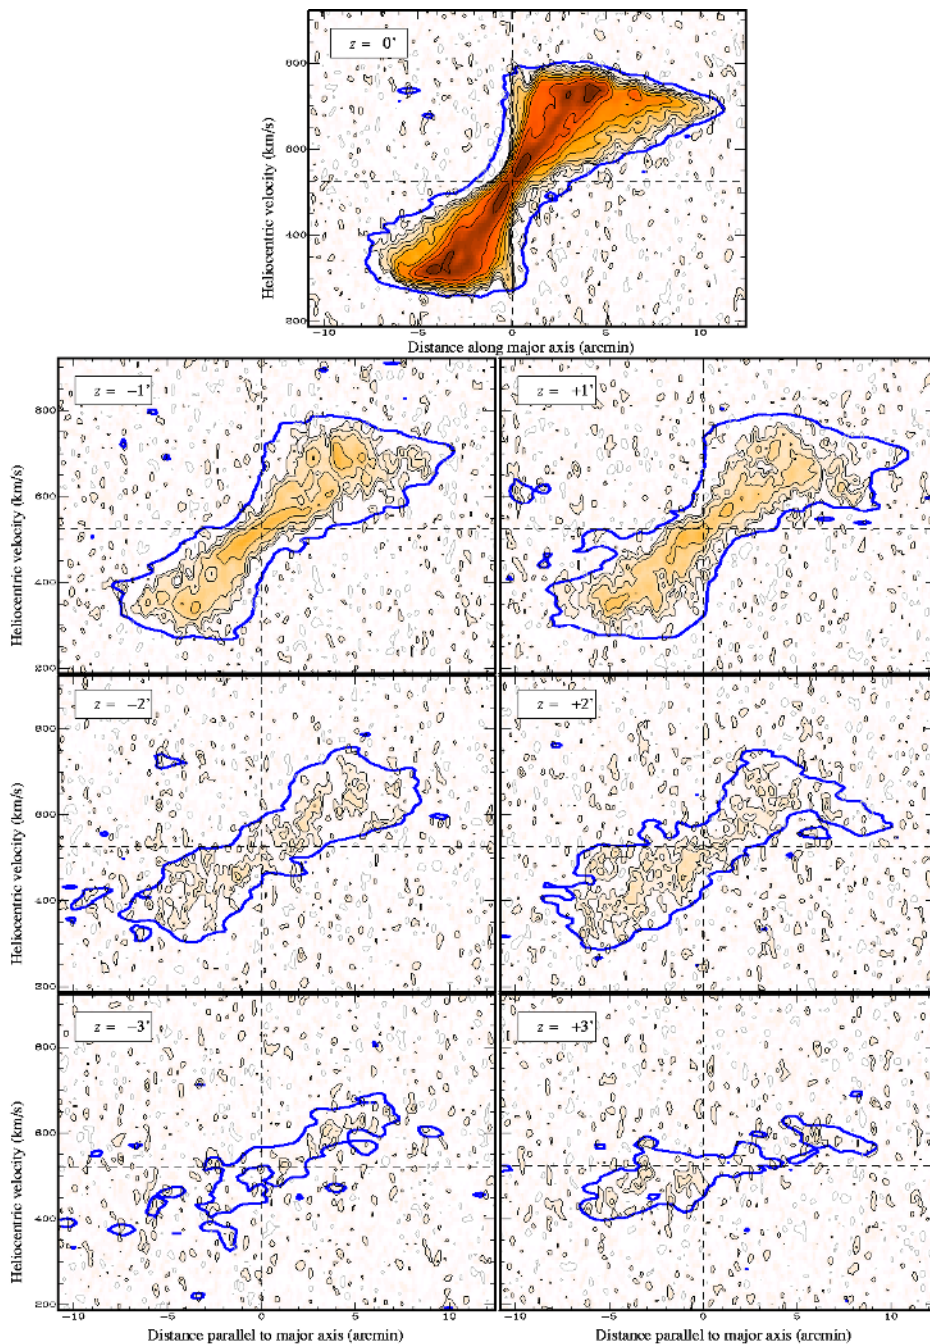 z = 0'
800
600
400
200
Heliocentric velocity (km/s)
-10 -5 0 5 10
Distance along major axis (arcmin)
z = -1'
z = +1'
800
600
400
200
Heliocentric velocity (km/s)
z = -2'
z = +2'
800
600
400
200
Heliocentric velocity (km/s)
z = -3'
z = +3'
800
600
400
200
Heliocentric velocity (km/s)
-10 -5 0 5 10
-10 -5 0 5 10
Distance parallel to major axis (arcmin)
Distance parallel to major axis (arcmin)